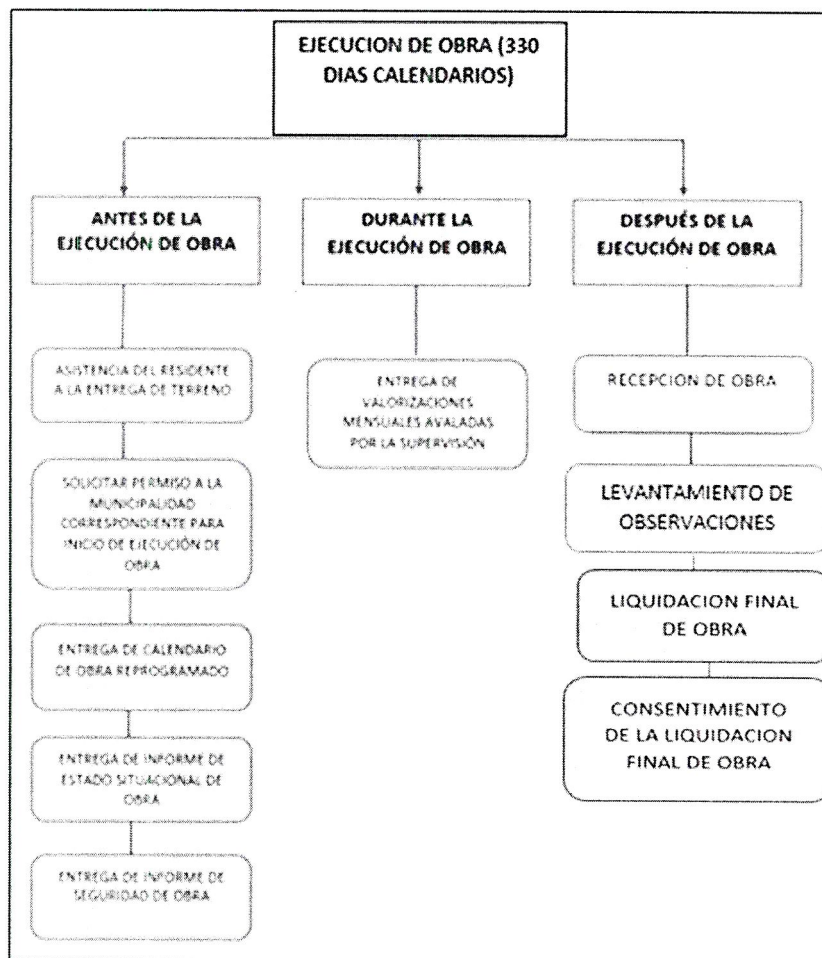 EJECUCION DE OBRA (330
DIAS CALENDARIOS)
ANTES DE LA
EJECUCIÓN DE OBRA
ASISTENCIA DEL RESIDENTE
A LA ENTREGA DE TERRENO
SOLICITAR PERMISO A LA
MUNICIPALIDAD
CORRESPONDIENTE PARA
INICIO DE EJECUCIÓN DE
OBRA
ENTREGA DE CALENDARIO
DE OBRA REPROGRAMADO
ENTREGA DE INFORME DE
ESTADO SITUACIONAL DE
OBRA
ENTREGA DE INFORME DE
SEGURIDAD DE OBRA
DURANTE LA
EJECUCIÓN DE OBRA
ENTREGA DE
VALORIZACIONES
MENSUALES AVALADAS
POR LA SUPERVISIÓN
DESPUÉS DE LA
EJECUCIÓN DE OBRA
RECEPCION DE OBRA
LEVANTAMIENTO DE
OBSERVACIONES
LIQUIDACION FINAL
DE OBRA
CONSENTIMIENTO
DE LA LIQUIDACION
FINAL DE OBRA